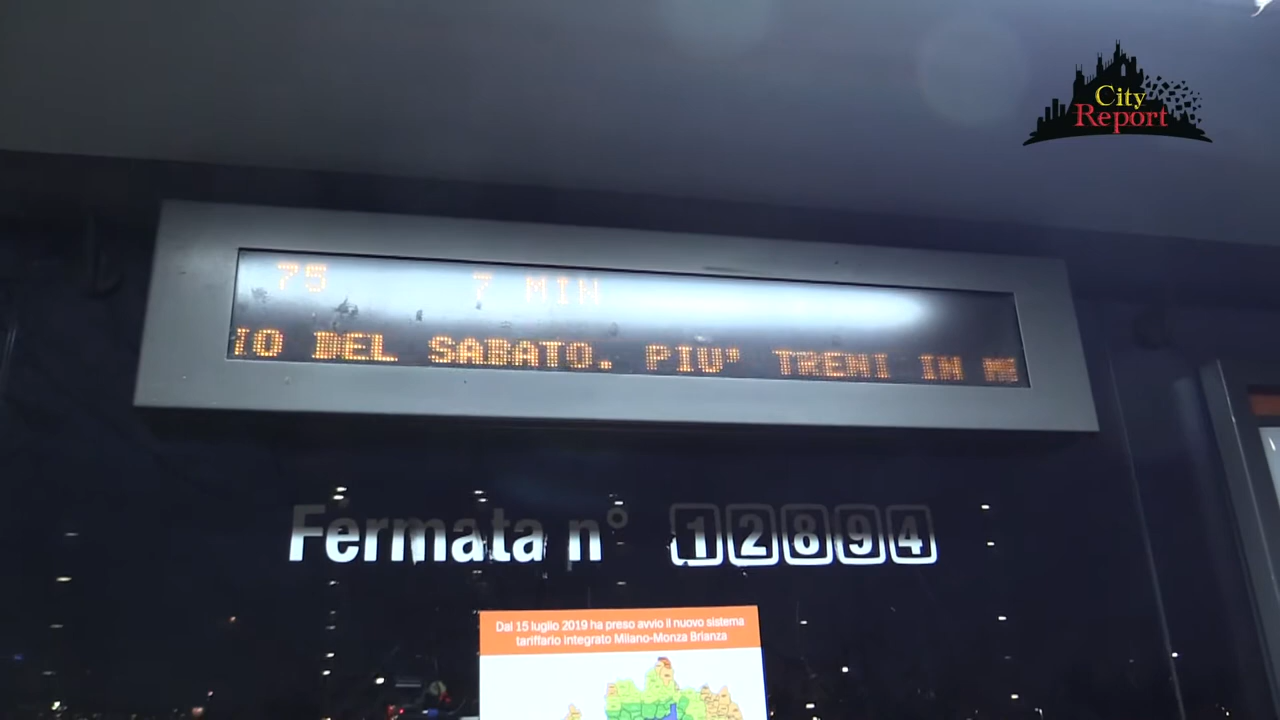 City
Report
75 7 MIN
IO DEL SABATO. PIU' TRENI IN M
Fermata n° 12894
Dal 15 luglio 2019 ha preso avvio il nuovo sistema
tariffario integrato Milano-Monza Brianza